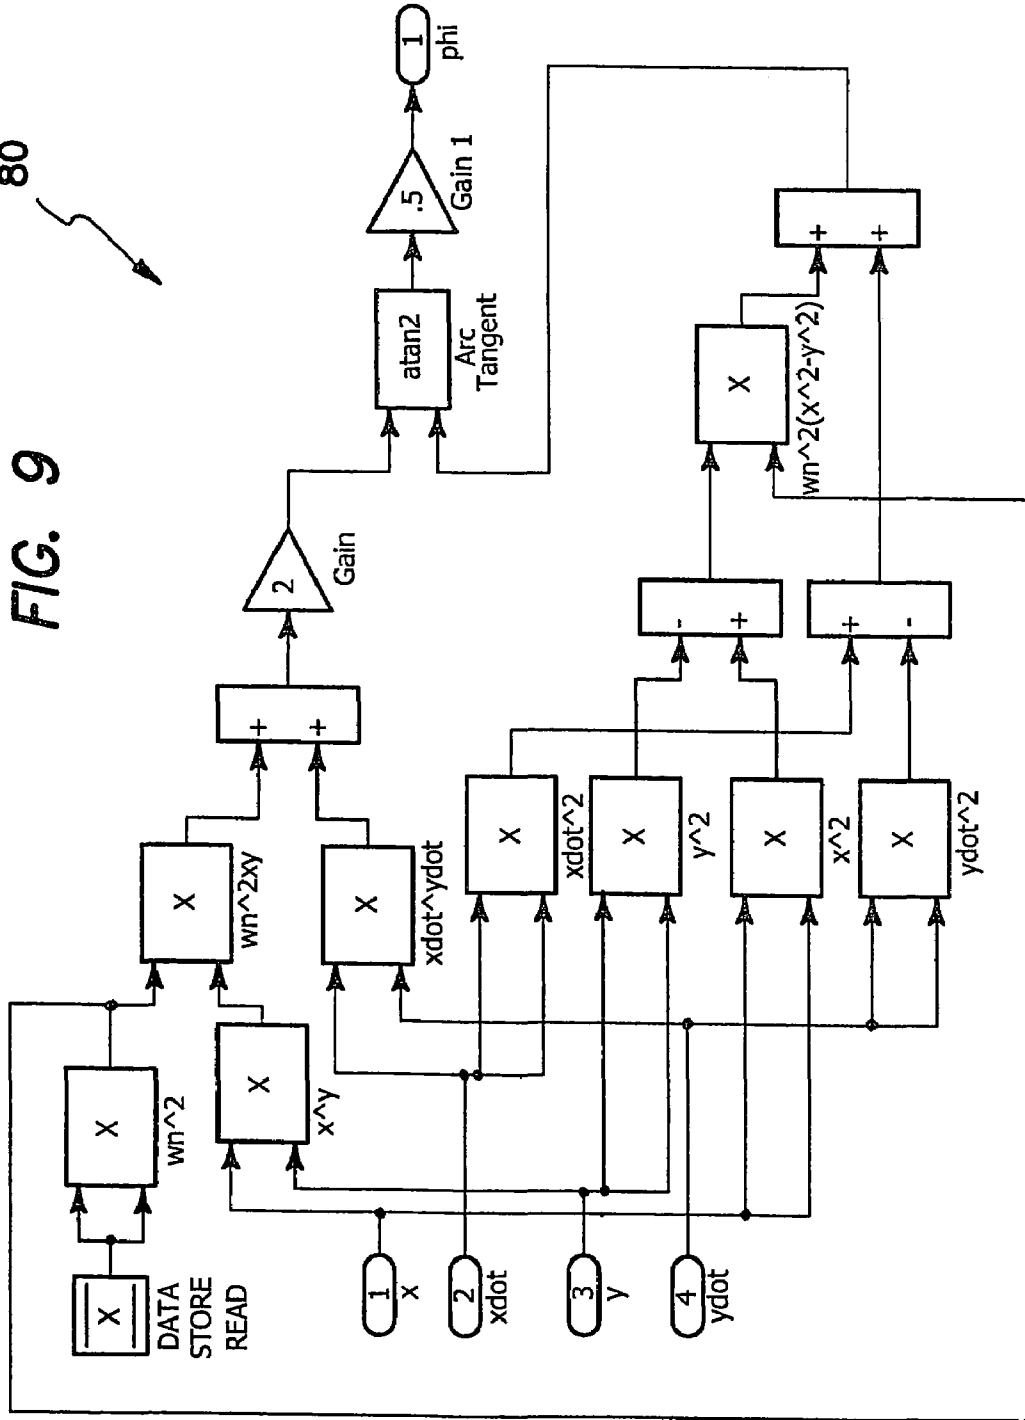 80
FIG. 9
1
phi
.5
Gain 1
atan2
Arc
Tangent
2
Gain
+
+
X
wn^2
X
wn^2xy
X
x^y
X
xdot^ydot
X
DATA
STORE
READ
1
x
2
xdot
3
y
4
ydot
X
xdot^2
X
y^2
X
x^2
X
ydot^2
-
+
+
-
X
wn^2(x^2-y^2)
+
+